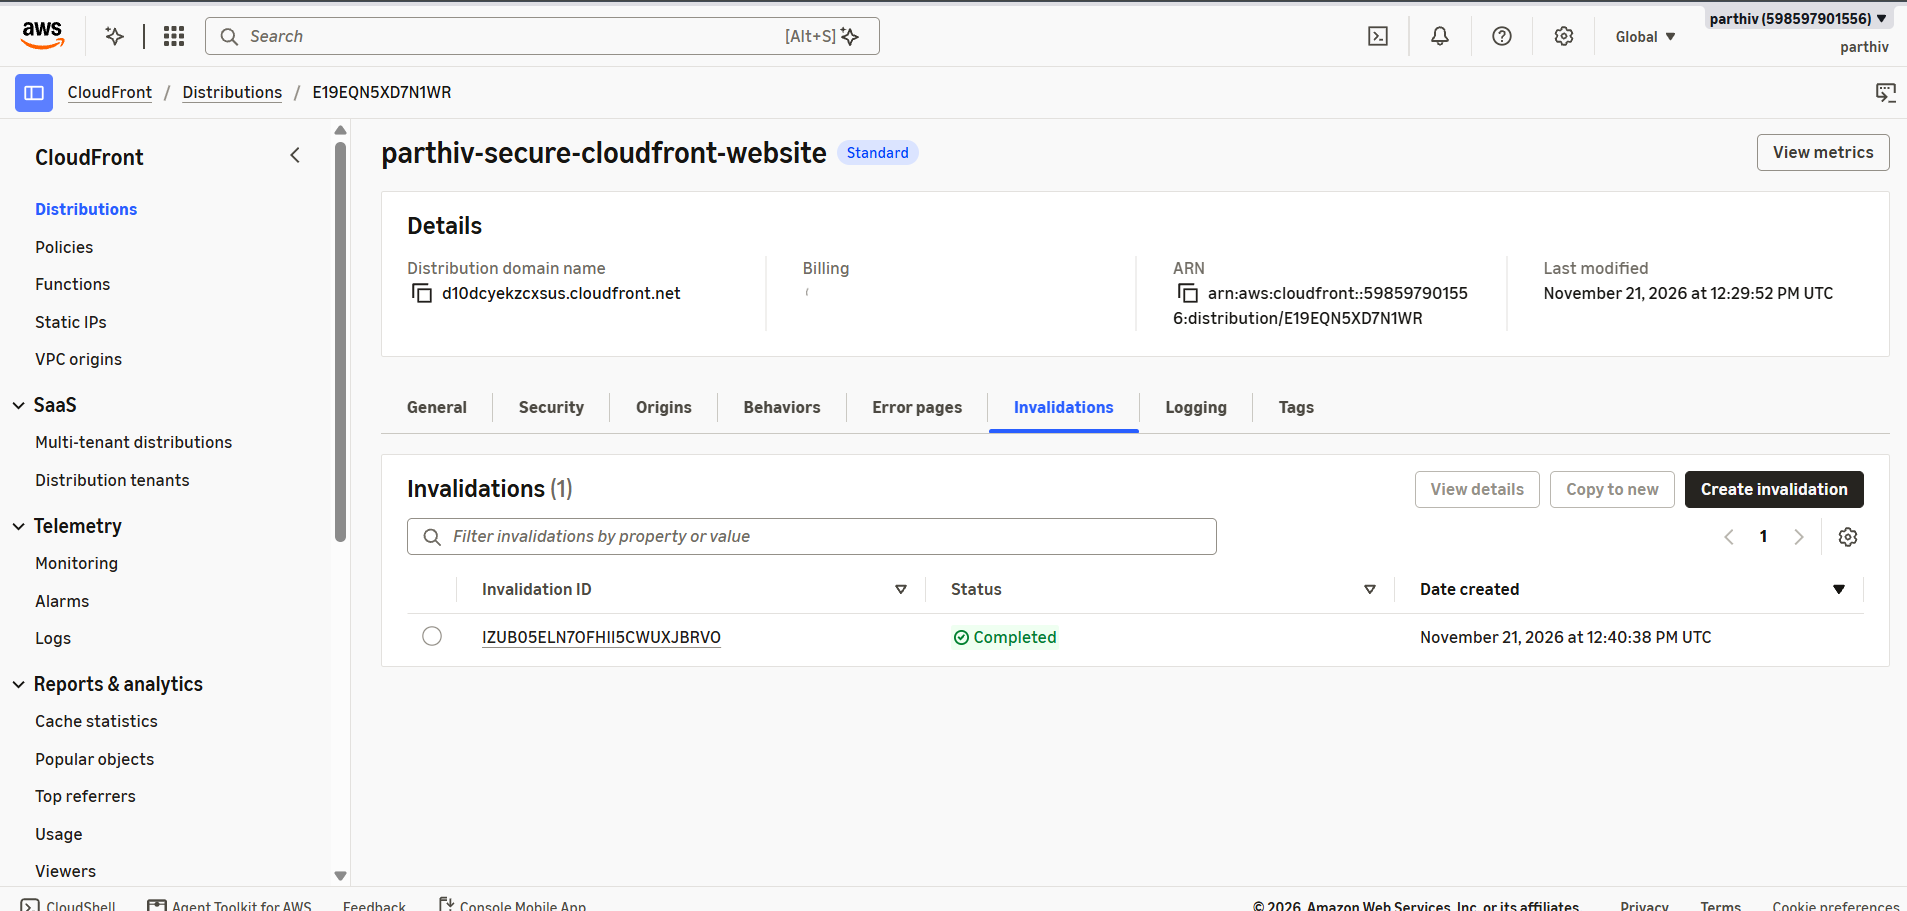 aws
Search [Alt+S]
Global
parthiv (598597901556)
parthiv
CloudFront / Distributions / E19EQN5XD7N1WR
CloudFront
Distributions
Policies
Functions
Static IPs
VPC origins
SaaS
Multi-tenant distributions
Distribution tenants
Telemetry
Monitoring
Alarms
Logs
Reports & analytics
Cache statistics
Popular objects
Top referrers
Usage
Viewers
parthiv-secure-cloudfront-website Standard
View metrics
Details
Distribution domain name
d10dcyekzcxsus.cloudfront.net
Billing
ARN
arn:aws:cloudfront::59859790155
6:distribution/E19EQN5XD7N1WR
Last modified
November 21, 2026 at 12:29:52 PM UTC
General Security Origins Behaviors Error pages Invalidations Logging Tags
Invalidations (1)
View details Copy to new Create invalidation
Filter invalidations by property or value
1
Invalidation ID Status Date created
IZUB05ELN7OFHII5CWUXJBRVO Completed November 21, 2026 at 12:40:38 PM UTC
CloudShell Agent Toolkit for AWS Feedback Console Mobile App
© 2026, Amazon Web Services, Inc. or its affiliates. Privacy Terms Cookie preferences